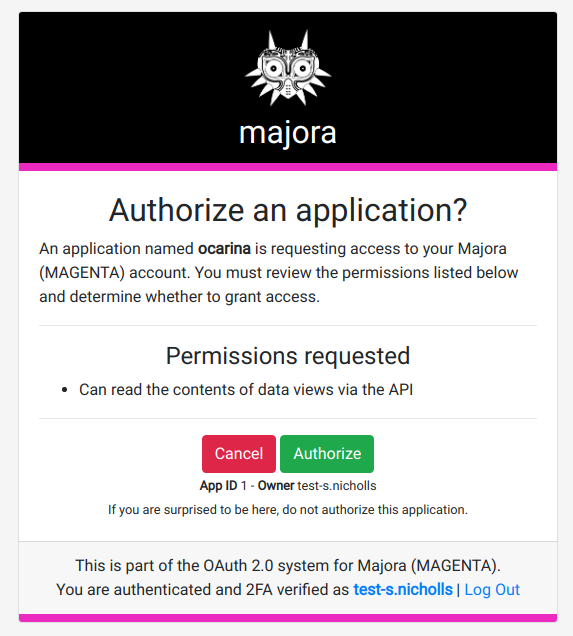 majora
Authorize an application?
An application named ocarina is requesting access to your Majora
(MAGENTA) account. You must review the permissions listed below
and determine whether to grant access.
Permissions requested
• Can read the contents of data views via the API
Cancel Authorize
App ID 1 - Owner test-s.nicholls
If you are surprised to be here, do not authorize this application.
This is part of the OAuth 2.0 system for Majora (MAGENTA).
You are authenticated and 2FA verified as test-s.nicholls | Log Out